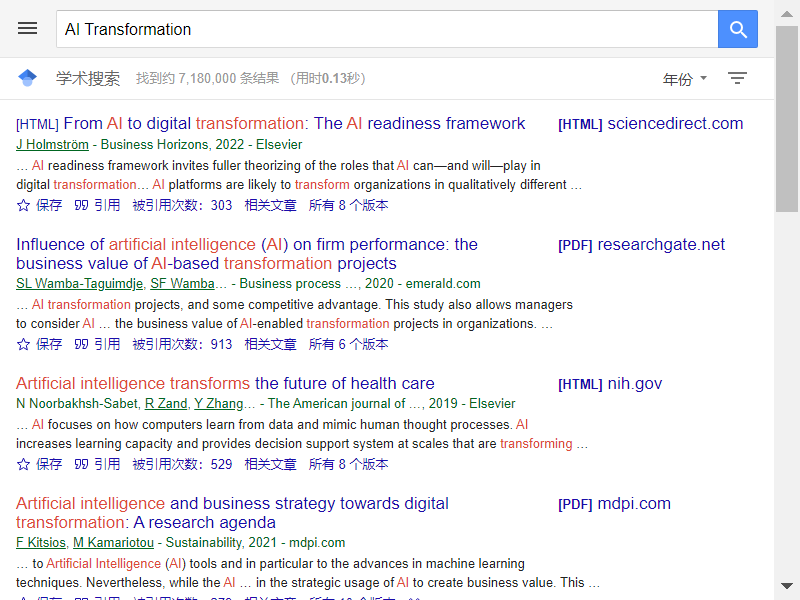 AI Transformation
学术搜索 找到约 7,180,000 条结果 （用时0.13秒） 年份
[HTML] From AI to digital transformation: The AI readiness framework [HTML] sciencedirect.com
J Holmström - Business Horizons, 2022 - Elsevier
… AI readiness framework invites fuller theorizing of the roles that AI can—and will—play in
digital transformation… AI platforms are likely to transform organizations in qualitatively different …
保存 引用 被引用次数：303 相关文章 所有 8 个版本
Influence of artificial intelligence (AI) on firm performance: the [PDF] researchgate.net
business value of AI-based transformation projects
SL Wamba-Taguimdje, SF Wamba… - Business process …, 2020 - emerald.com
… AI transformation projects, and some competitive advantage. This study also allows managers
to consider AI … the business value of AI-enabled transformation projects in organizations. …
保存 引用 被引用次数：913 相关文章 所有 6 个版本
Artificial intelligence transforms the future of health care [HTML] nih.gov
N Noorbakhsh-Sabet, R Zand, Y Zhang… - The American journal of …, 2019 - Elsevier
… AI focuses on how computers learn from data and mimic human thought processes. AI
increases learning capacity and provides decision support system at scales that are transforming …
保存 引用 被引用次数：529 相关文章 所有 8 个版本
Artificial intelligence and business strategy towards digital [PDF] mdpi.com
transformation: A research agenda
F Kitsios, M Kamariotou - Sustainability, 2021 - mdpi.com
… to Artificial Intelligence (AI) tools and in particular to the advances in machine learning
techniques. Nevertheless, while the AI … in the strategic usage of AI to create business value. This …